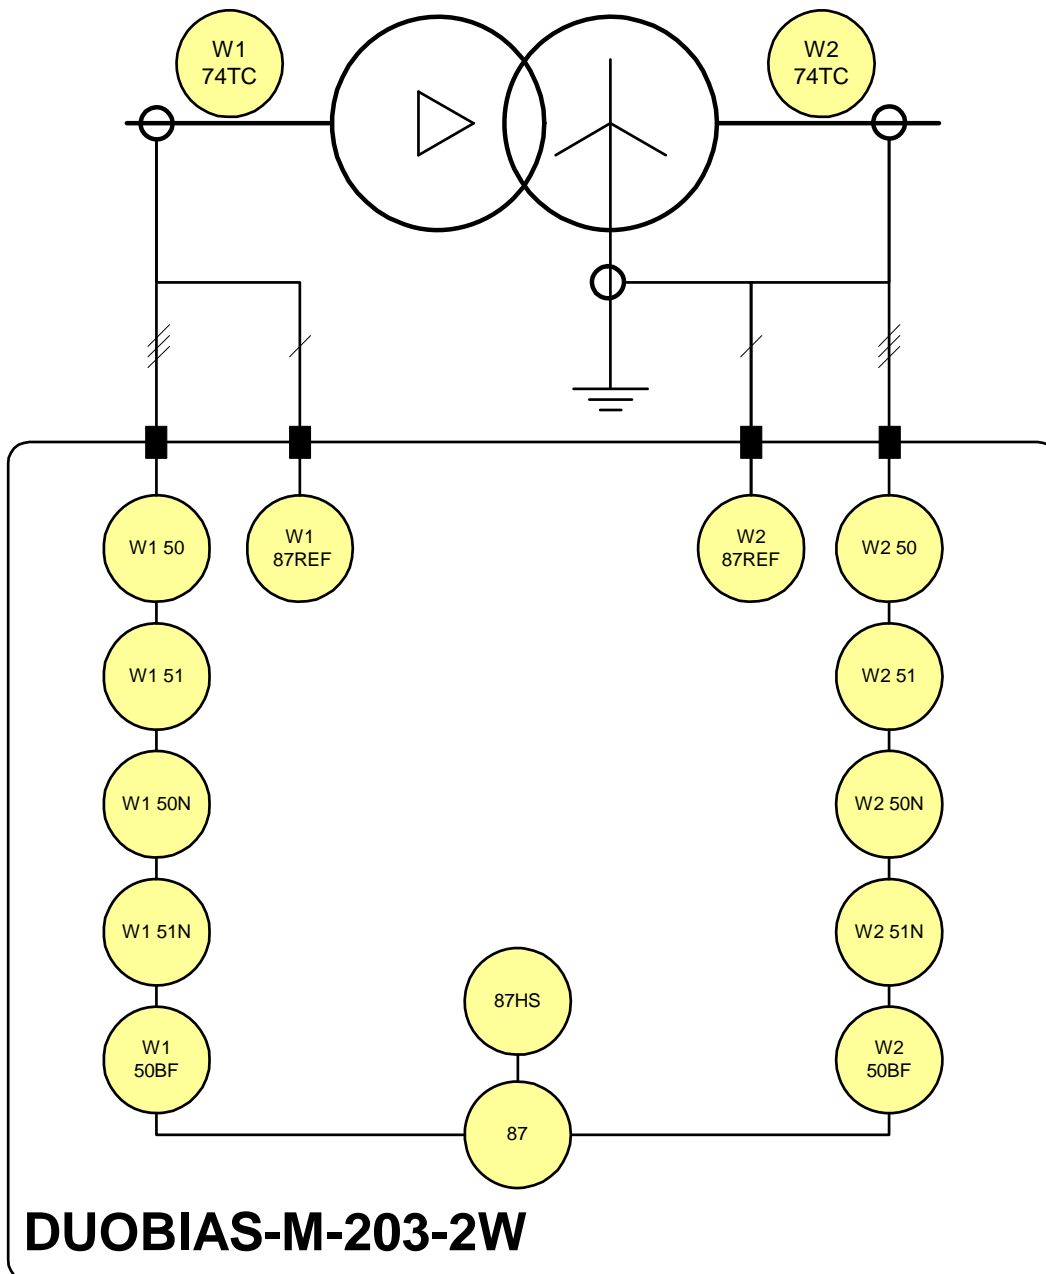 W1
74TC
W2
74TC
W1 50
W1
87REF
W2
87REF
W2 50
W1 51
W2 51
W1 50N
W2 50N
W1 51N
W2 51N
87HS
W1
50BF
W2
50BF
87
DUOBIAS-M-203-2W